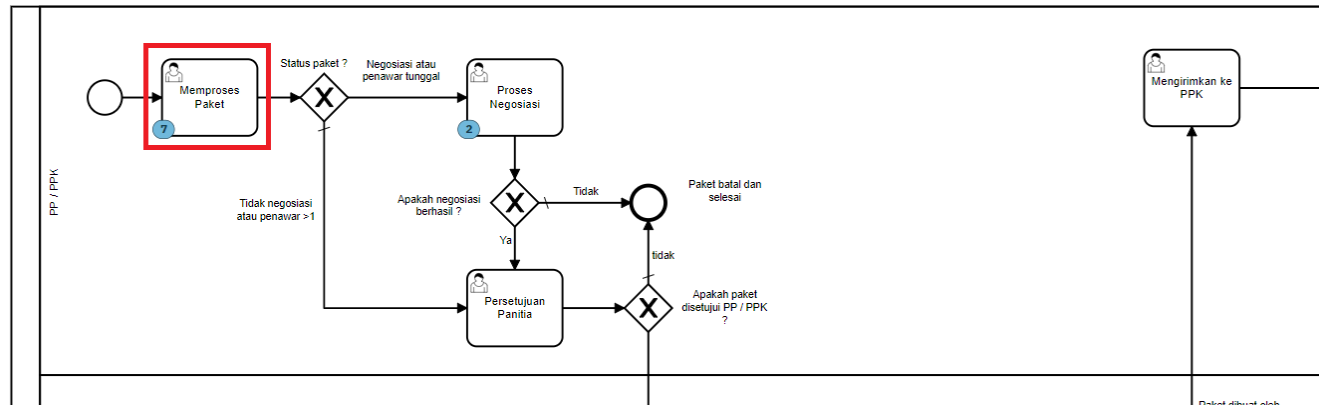 PP / PPK
Memproses
Paket
7
Status paket ?
Negosiasi atau
penawar tunggal
Proses
Negosiasi
2
Tidak negosiasi
atau penawar >1
Apakah negosiasi
berhasil ?
Tidak
Paket batal dan
selesai
Ya
tidak
Persetujuan
Panitia
Apakah paket
disetujui PP / PPK
?
Mengirimkan ke
PPK
Paket dibuat oleh